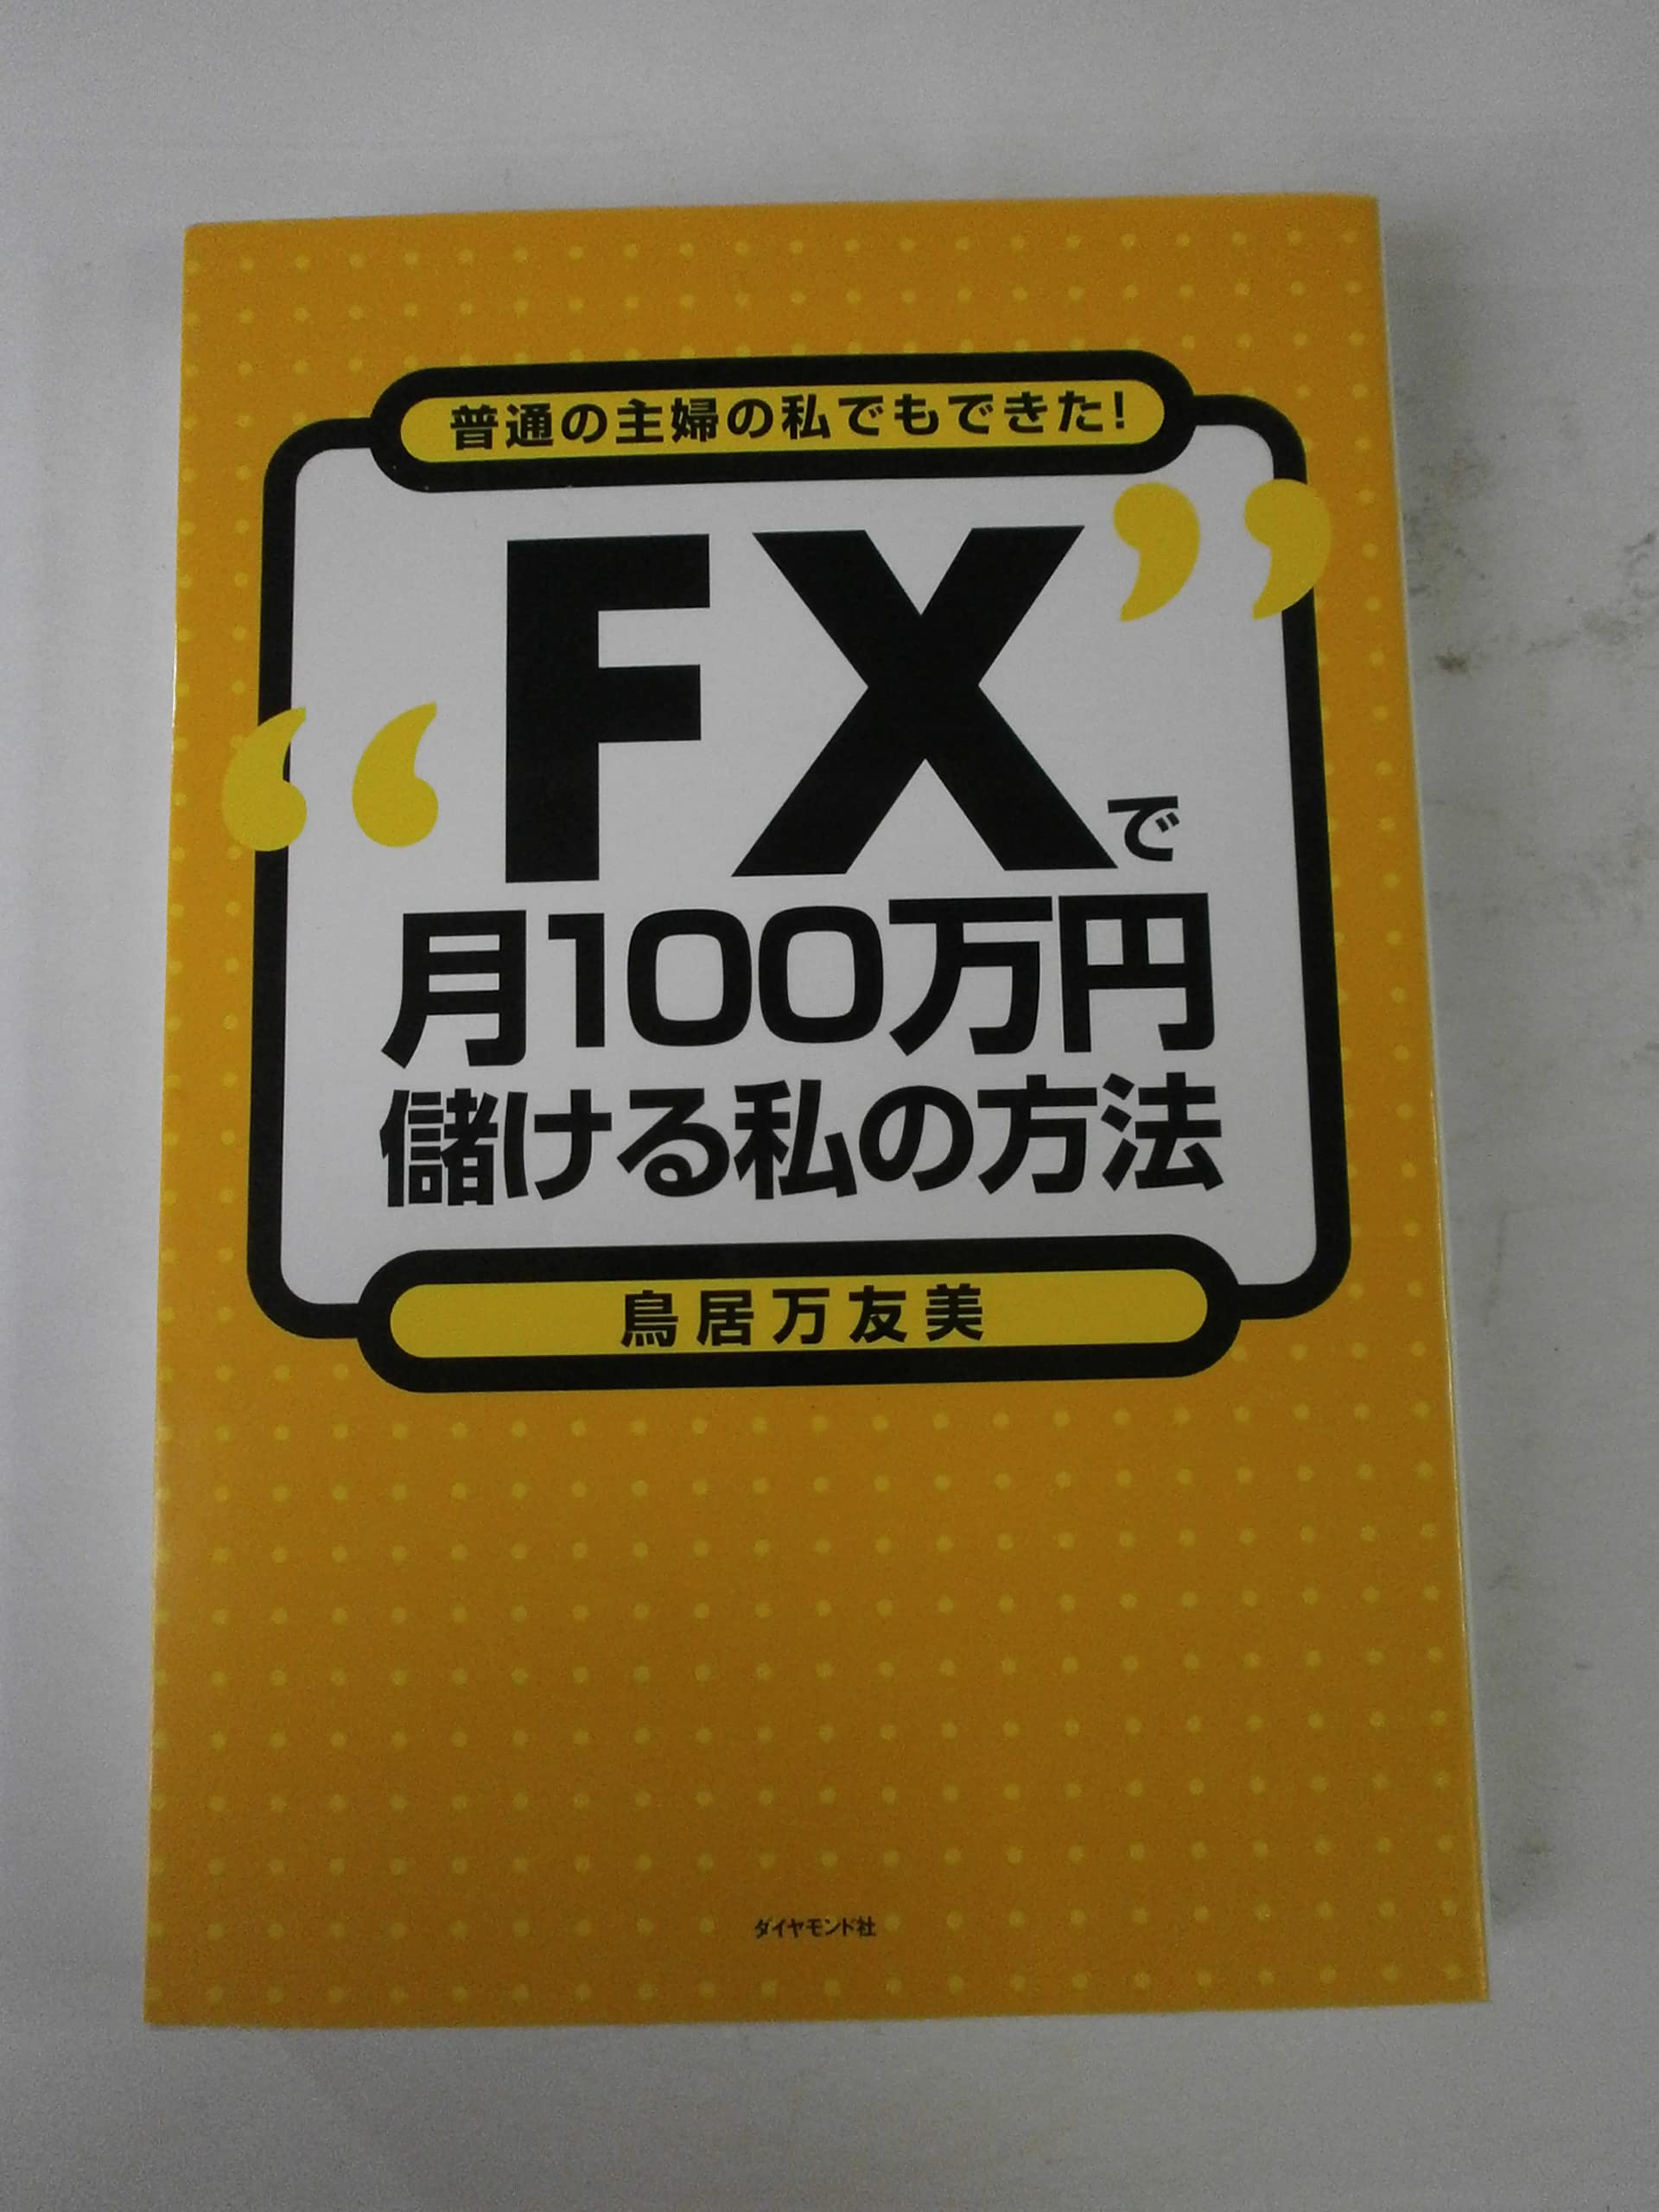 普通の主婦の私でもできた!
“FX”で
月100万円
儲ける私の方法
鳥居万友美
ダイヤモンド社